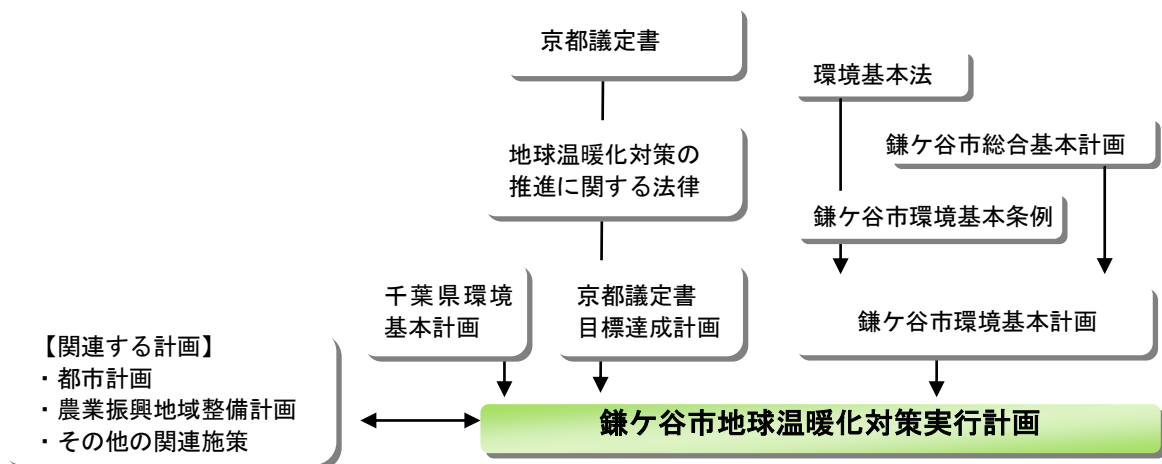 京都議定書
環境基本法
鎌ケ谷市総合基本計画
地球温暖化対策の
推進に関する法律
鎌ケ谷市環境基本条例
千葉県環境
基本計画
京都議定書
目標達成計画
鎌ケ谷市環境基本計画
【関連する計画】
・都市計画
・農業振興地域整備計画
・その他の関連施策
鎌ケ谷市地球温暖化対策実行計画